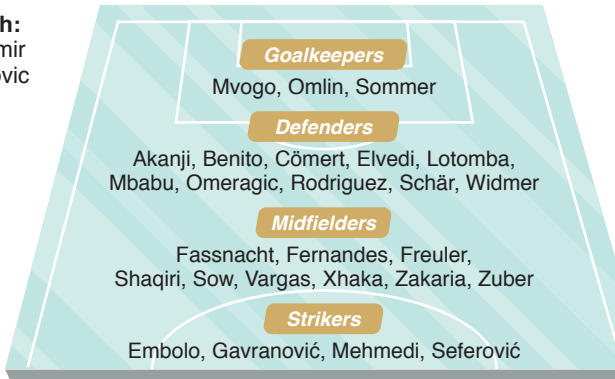 h:
mir
ovic
Goalkeepers
Mvogo, Omlin, Sommer
Defenders
Akanji, Benito, Cömert, Elvedi, Lotomba,
Mbabu, Omeragic, Rodriguez, Schär, Widmer
Midfielders
Fassnacht, Fernandes, Freuler,
Shaqiri, Sow, Vargas, Xhaka, Zakaria, Zuber
Strikers
Embolo, Gavranović, Mehmedi, Seferović